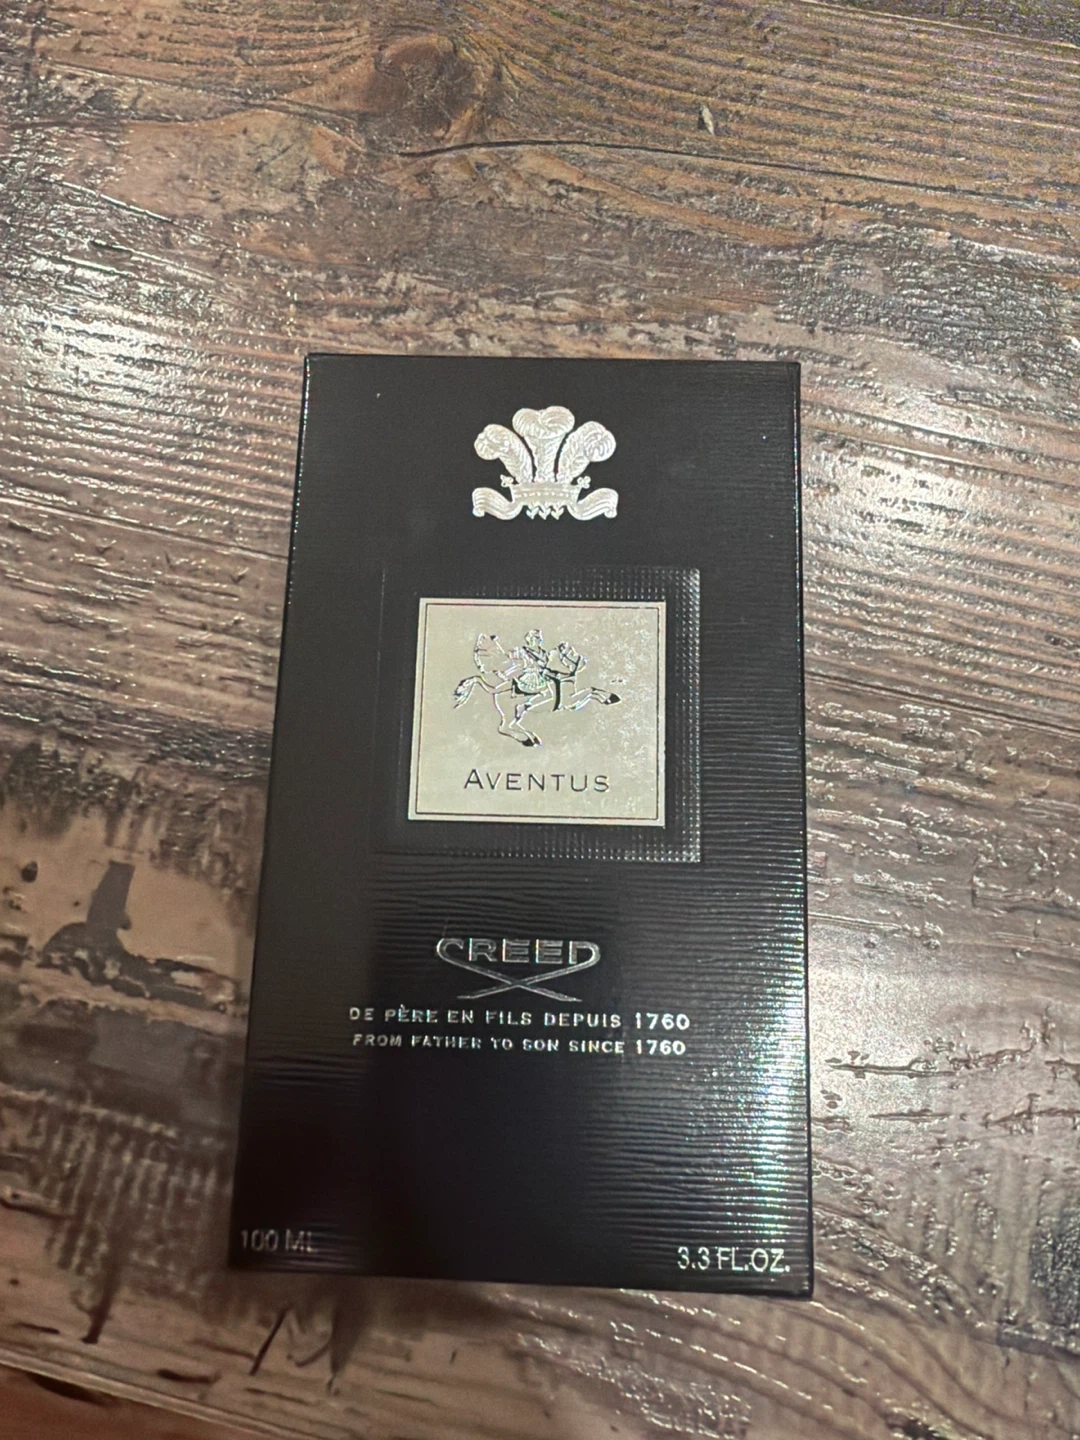 AVENTUS
CREED
DE PÈRE EN FILS DEPUIS 1760
FROM FATHER TO SON SINCE 1760
100 ML
3.3 FL.OZ.